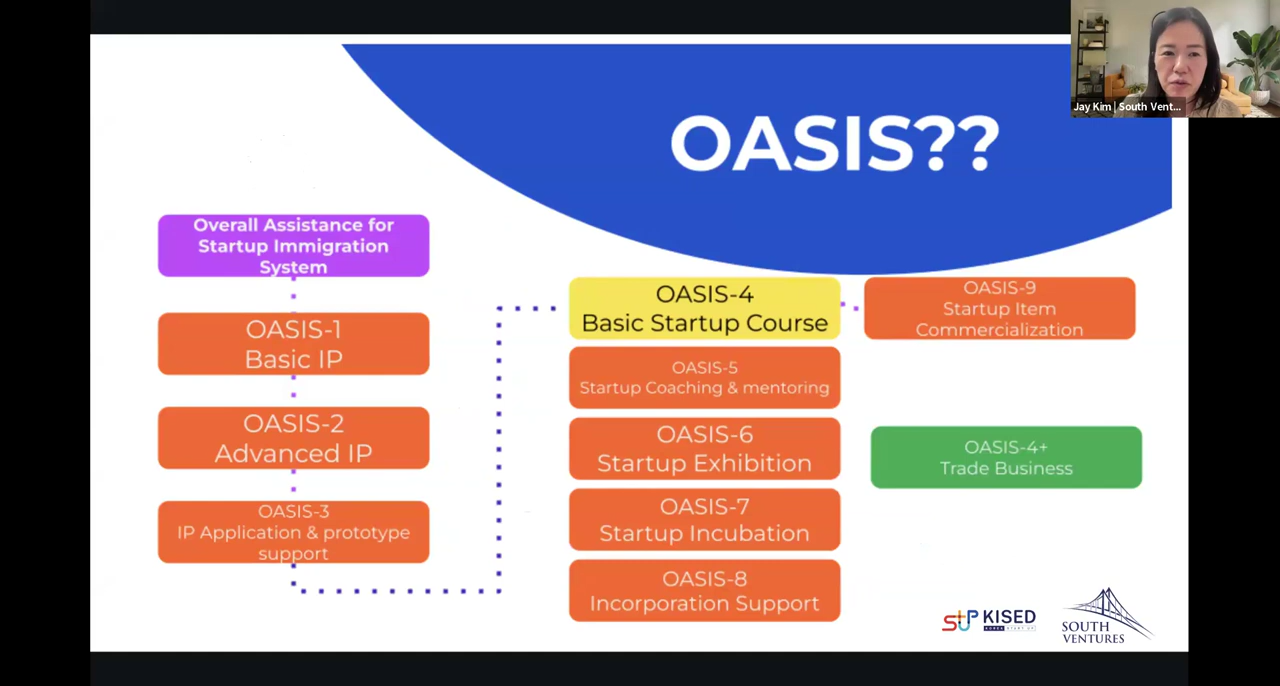 Jay Kim | South Vent...
OASIS??
Overall Assistance for
Startup Immigration
System
OASIS-1
Basic IP
OASIS-2
Advanced IP
OASIS-3
IP Application & prototype
support
OASIS-4
Basic Startup Course
OASIS-5
Startup Coaching & mentoring
OASIS-6
Startup Exhibition
OASIS-7
Startup Incubation
OASIS-8
Incorporation Support
OASIS-9
Startup Item
Commercialization
OASIS-4+
Trade Business
KISED
SOUTH
VENTURES